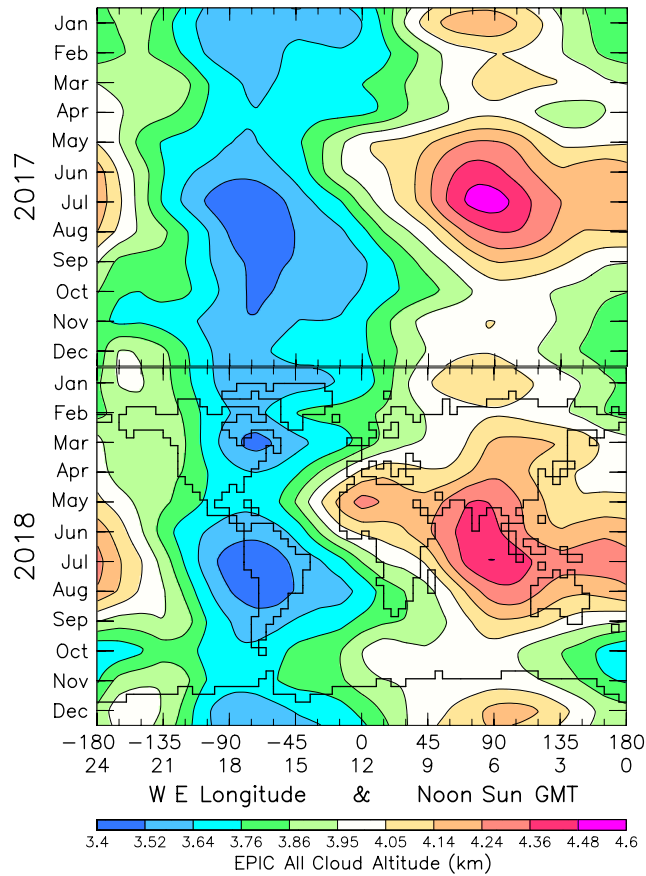 2017
Jan
Feb
Mar
Apr
May
Jun
Jul
Aug
Sep
Oct
Nov
Dec
2018
Jan
Feb
Mar
Apr
May
Jun
Jul
Aug
Sep
Oct
Nov
Dec
−180 −135 −90 −45 0 45 90 135 180
24 21 18 15 12 9 6 3 0
W E Longitude & Noon Sun GMT
3.4 3.52 3.64 3.76 3.86 3.95 4.05 4.14 4.24 4.36 4.48 4.6
EPIC All Cloud Altitude (km)